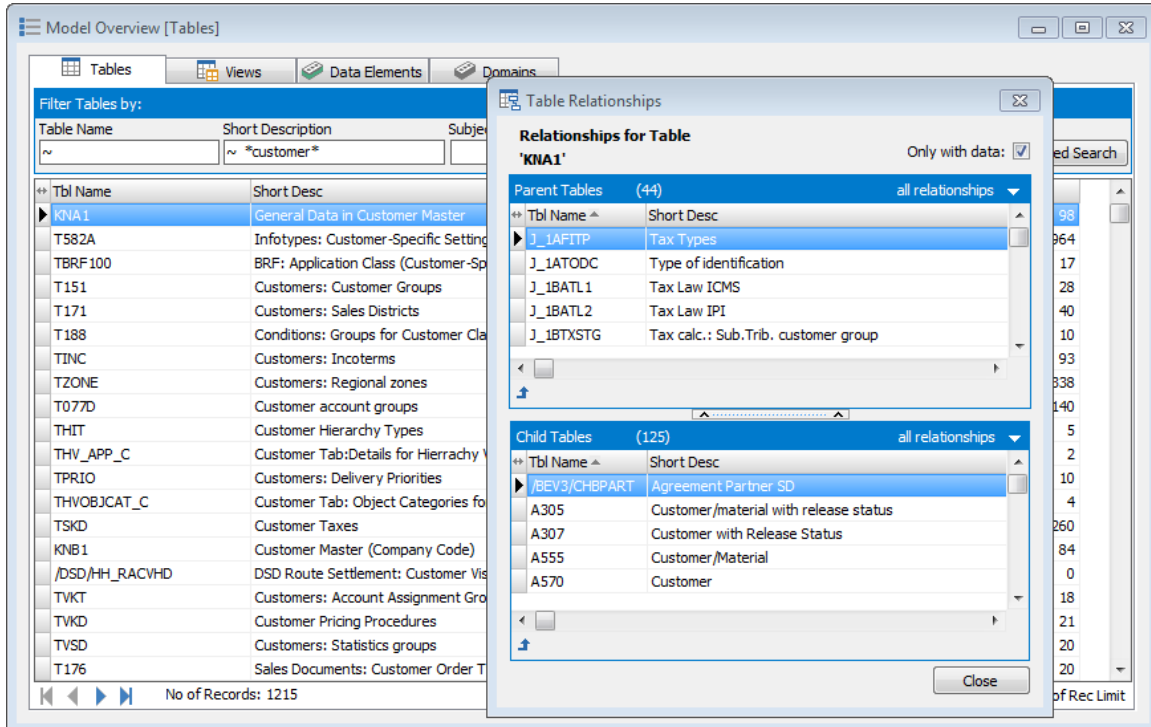 Model Overview [Tables]
Tables Views Data Elements Domains
Filter Tables by:
Table Name Short Description
~ ~ *customer* ed Search
Tbl Name Short Desc
KNA1 General Data in Customer Master 98
T582A Infotypes: Customer-Specific Setting 964
TBRF100 BRF: Application Class (Customer-Sp 17
T151 Customers: Customer Groups 28
T171 Customers: Sales Districts 40
T188 Conditions: Groups for Customer Cla 10
TINC Customers: Incoterms 93
TZONE Customers: Regional zones 338
T077D Customer account groups 140
THIT Customer Hierarchy Types 5
THV_APP_C Customer Tab:Details for Hierrachy 2
TPRIO Customers: Delivery Priorities 10
THVOBJCAT_C Customer Tab: Object Categories fo 4
TSKD Customer Taxes 260
KNB1 Customer Master (Company Code) 84
/DSD/HH_RACVHD DSD Route Settlement: Customer Vis 0
TVKT Customers: Account Assignment Gro 18
TVKD Customer Pricing Procedures 21
TVSD Customers: Statistics groups 20
T176 Sales Documents: Customer Order T 20
No of Records: 1215 of Rec Limit
Table Relationships
Relationships for Table
'KNA1' Only with data:
Parent Tables (44) all relationships
Tbl Name Short Desc
J_1AFITP Tax Types
J_1ATODC Type of identification
J_1BATL1 Tax Law ICMS
J_1BATL2 Tax Law IPI
J_1BTXSTG Tax calc.: Sub.Trib. customer group
Child Tables (125) all relationships
Tbl Name Short Desc
/BEV3/CHBPART Agreement Partner SD
A305 Customer/material with release status
A307 Customer with Release Status
A555 Customer/Material
A570 Customer
Close